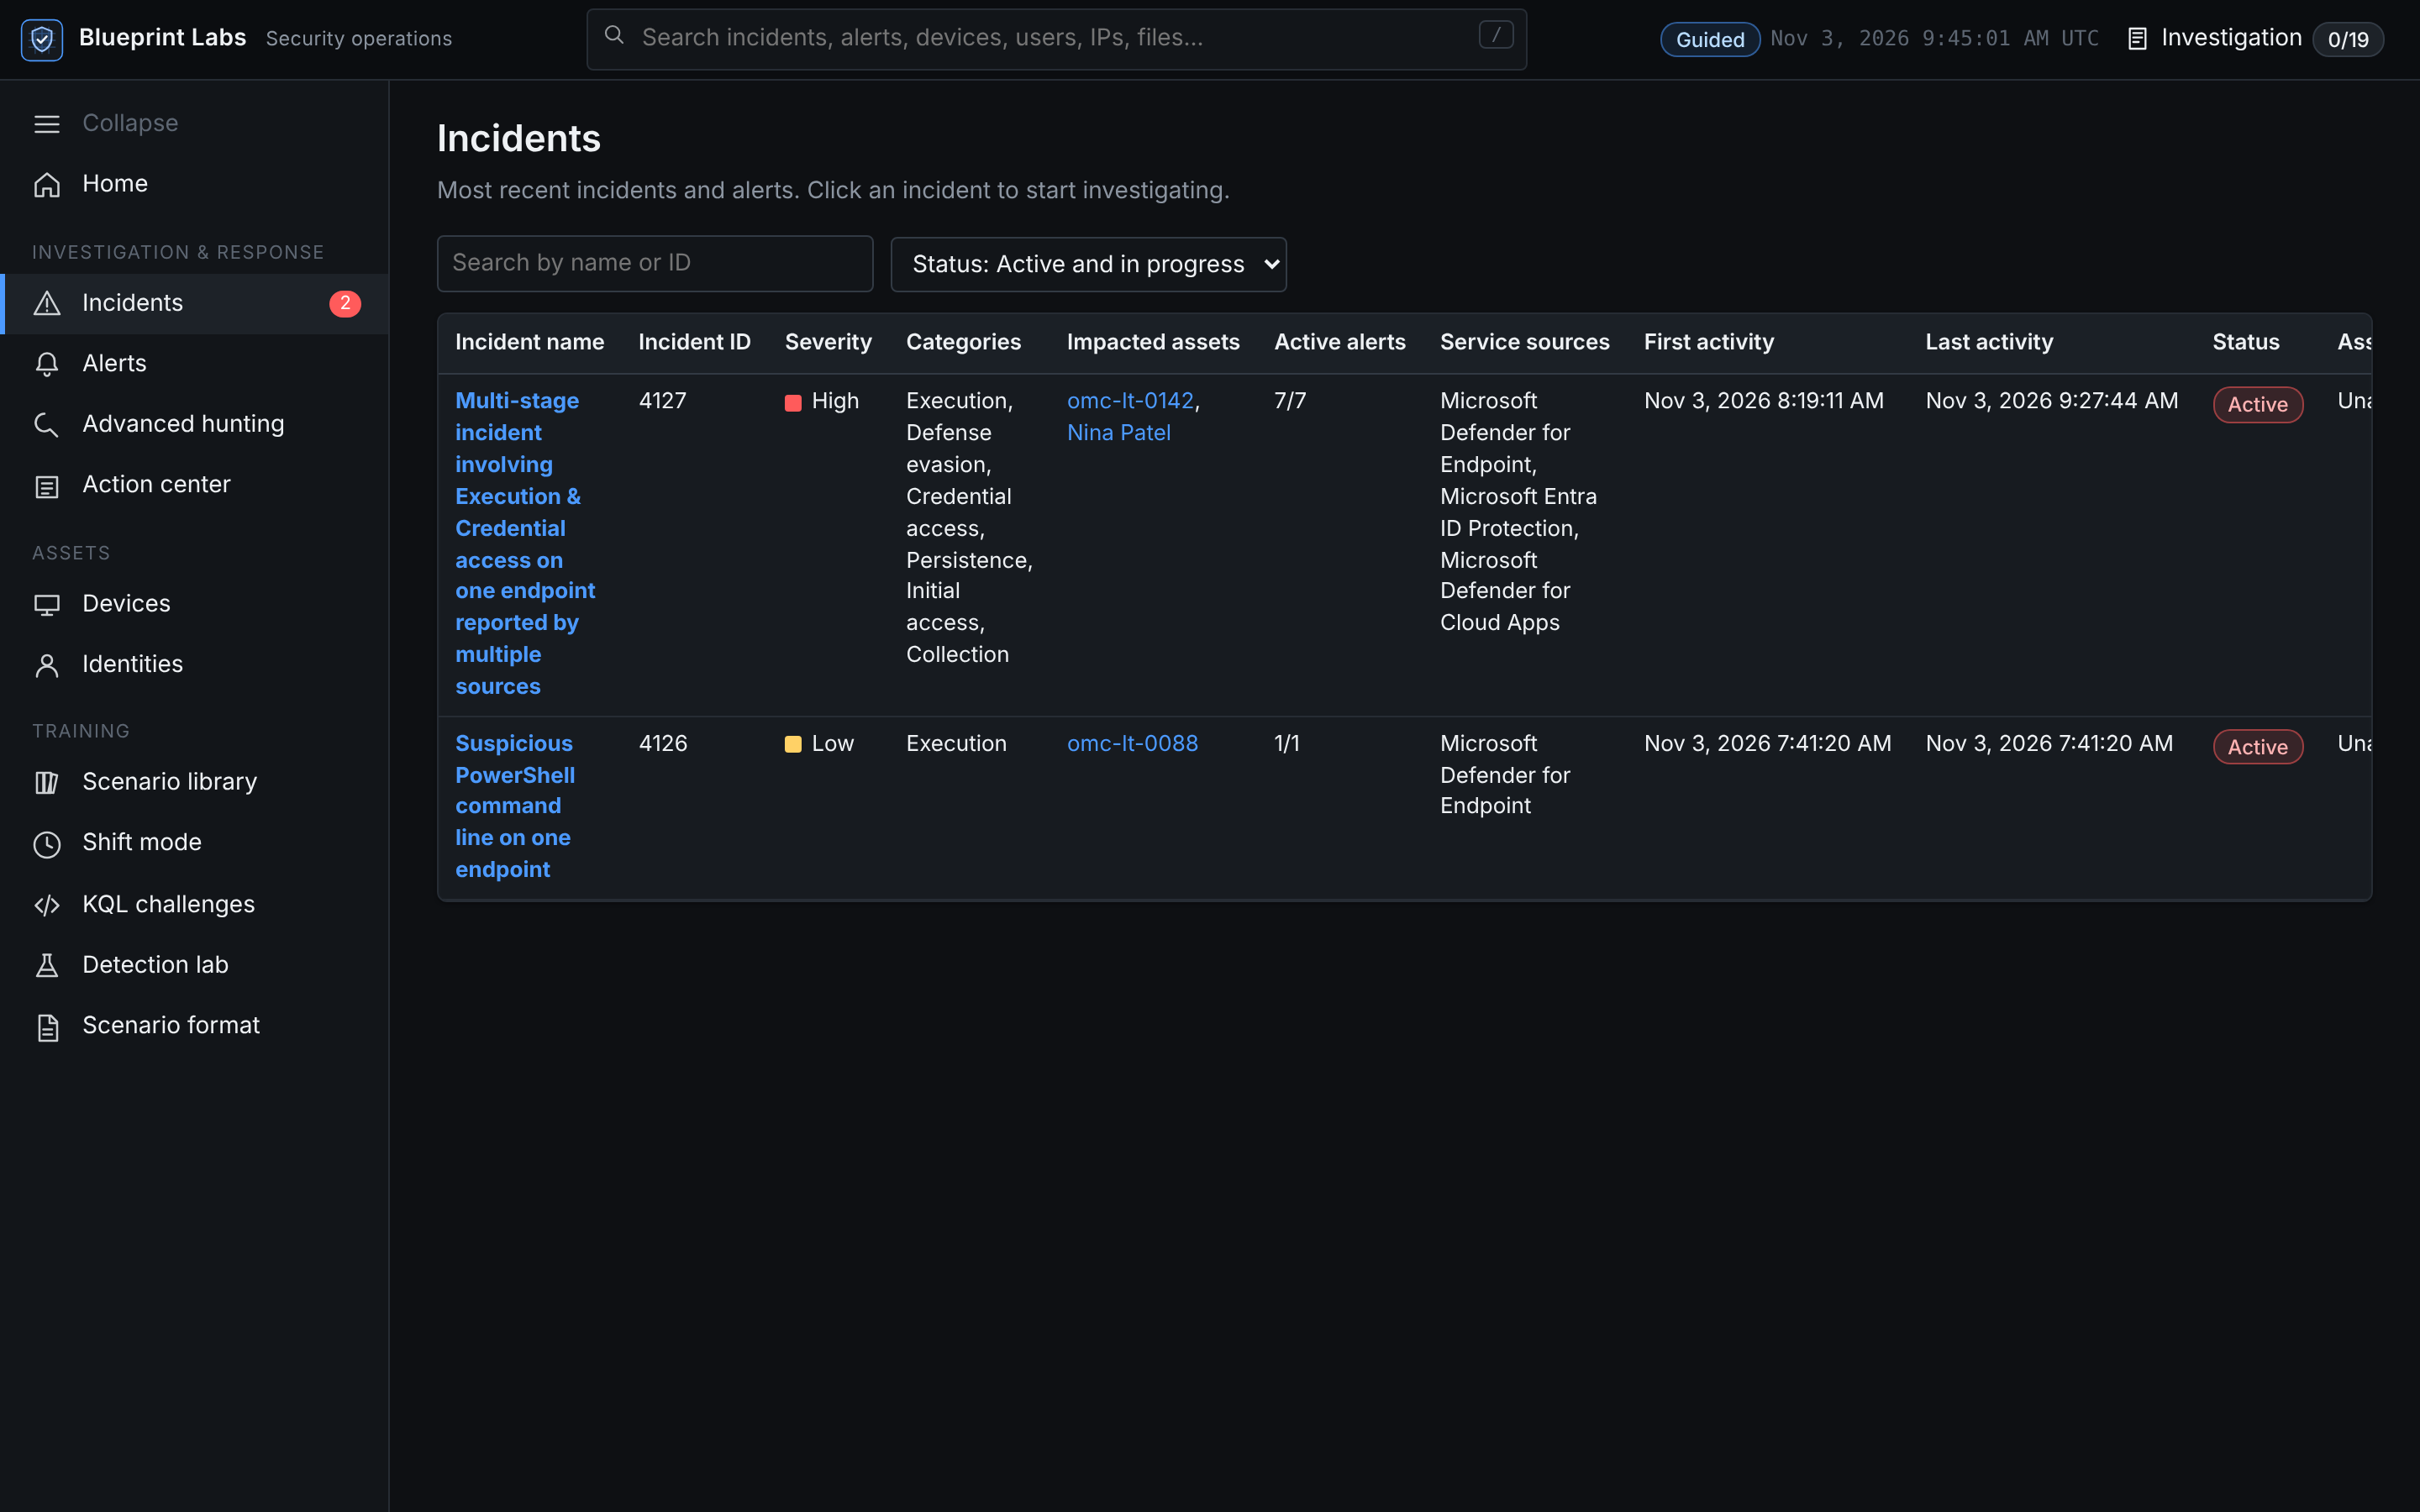 Blueprint Labs Security operations
Search incidents, alerts, devices, users, IPs, files...
/
Guided Nov 3, 2026 9:45:01 AM UTC Investigation 0/19
Collapse
Home
INVESTIGATION & RESPONSE
Incidents 2
Alerts
Advanced hunting
Action center
ASSETS
Devices
Identities
TRAINING
Scenario library
Shift mode
KQL challenges
Detection lab
Scenario format
Incidents
Most recent incidents and alerts. Click an incident to start investigating.
Search by name or ID
Status: Active and in progress
Incident name Incident ID Severity Categories Impacted assets Active alerts Service sources First activity Last activity Status Ass
Multi-stage
incident
involving
Execution &
Credential
access on
one endpoint
reported by
multiple
sources
4127
High
Execution,
Defense
evasion,
Credential
access,
Persistence,
Initial
access,
Collection
omc-lt-0142,
Nina Patel
7/7
Microsoft
Defender for
Endpoint,
Microsoft Entra
ID Protection,
Microsoft
Defender for
Cloud Apps
Nov 3, 2026 8:19:11 AM
Nov 3, 2026 9:27:44 AM
Active
Una
Suspicious
PowerShell
command
line on one
endpoint
4126
Low
Execution
omc-lt-0088
1/1
Microsoft
Defender for
Endpoint
Nov 3, 2026 7:41:20 AM
Nov 3, 2026 7:41:20 AM
Active
Una